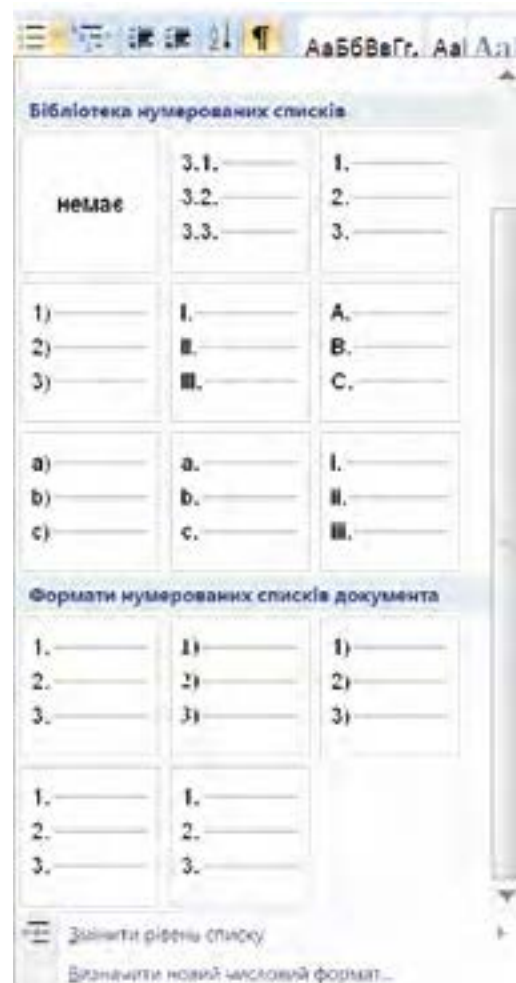 АаБбВвГг, АаІ Аа
Бібліотека нумерованих списків
немає
3.1.
3.2.
3.3.
1.
2.
3.
1)
2)
3)
I.
II.
III.
A.
B.
C.
a)
b)
c)
a.
b.
c.
i.
ii.
iii.
Формати нумерованих списків документа
1.
2.
3.
1)
2)
3)
1)
2)
3)
1.
2.
3.
1.
2.
3.
Змінити рівень списку
Визначити новий числовий формат...